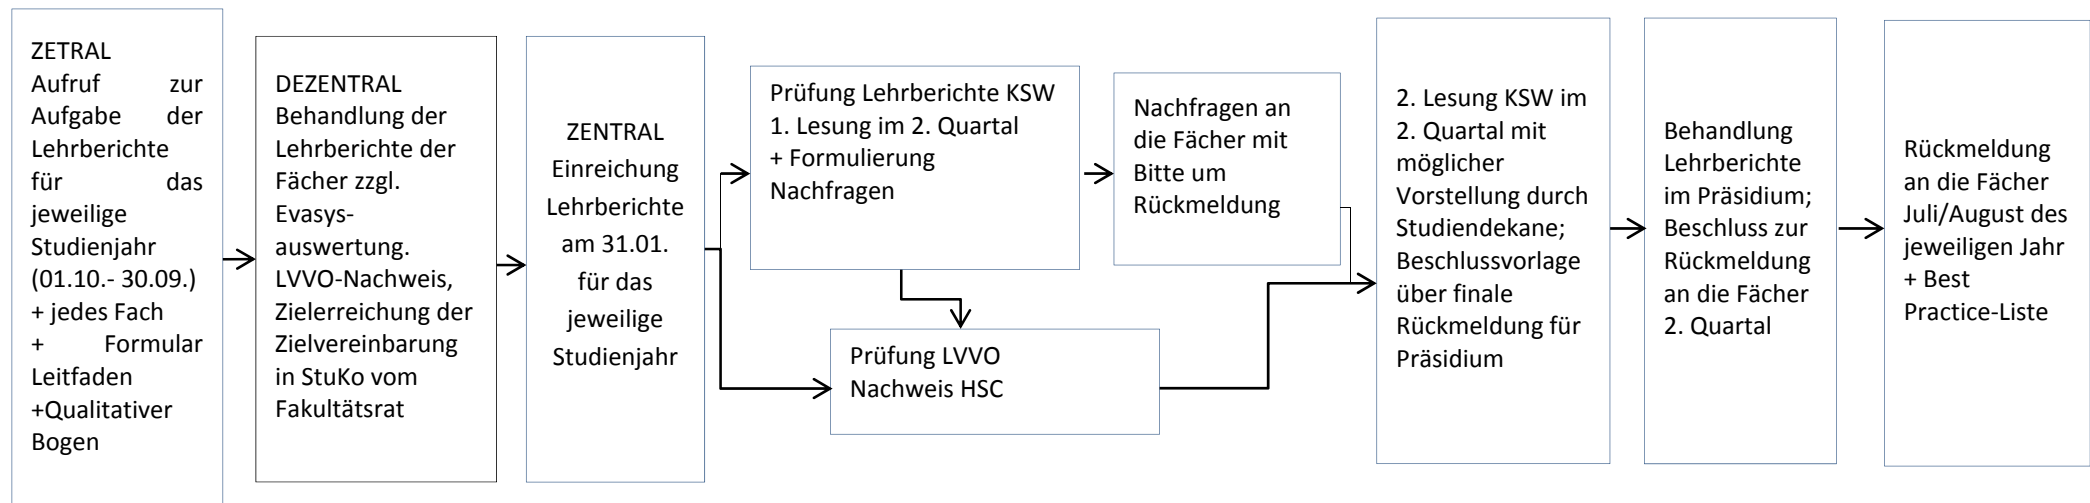 ZETRAL
Aufruf zur
Aufgabe der
Lehrberichte
für das
jeweilige
Studienjahr
(01.10.- 30.09.)
+ jedes Fach
+ Formular
Leitfaden
+Qualitativer
Bogen
DEZENTRAL
Behandlung der
Lehrberichte der
Fächer zzgl.
Evasys-
auswertung.
LVVO-Nachweis,
Zielerreichung der
Zielvereinbarung
in StuKo vom
Fakultätsrat
ZENTRAL
Einreichung
Lehrberichte
am 31.01.
für das
jeweilige
Studienjahr
Prüfung Lehrberichte KSW
1. Lesung im 2. Quartal
+ Formulierung
Nachfragen
Nachfragen an
die Fächer mit
Bitte um
Rückmeldung
Prüfung LVVO
Nachweis HSC
2. Lesung KSW im
2. Quartal mit
möglicher
Vorstellung durch
Studiendekane;
Beschlussvorlage
über finale
Rückmeldung für
Präsidium
Behandlung
Lehrberichte
im Präsidium;
Beschluss zur
Rückmeldung
an die Fächer
2. Quartal
Rückmeldung
an die Fächer
Juli/August des
jeweiligen Jahr
+ Best
Practice-Liste